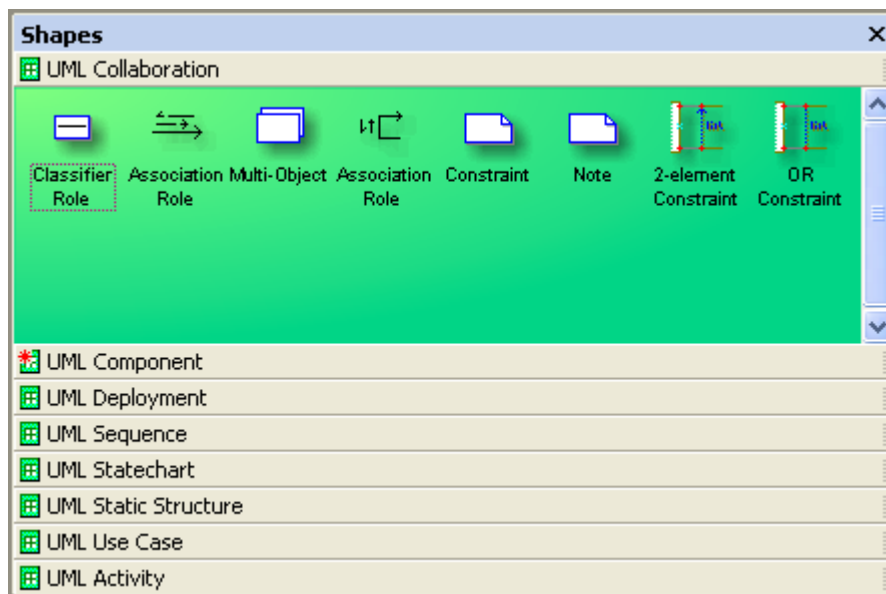 Shapes
UML Collaboration
Classifier Role
Association Role
Multi-Object
Association Role
Constraint
Note
2-element Constraint
OR Constraint
UML Component
UML Deployment
UML Sequence
UML Statechart
UML Static Structure
UML Use Case
UML Activity